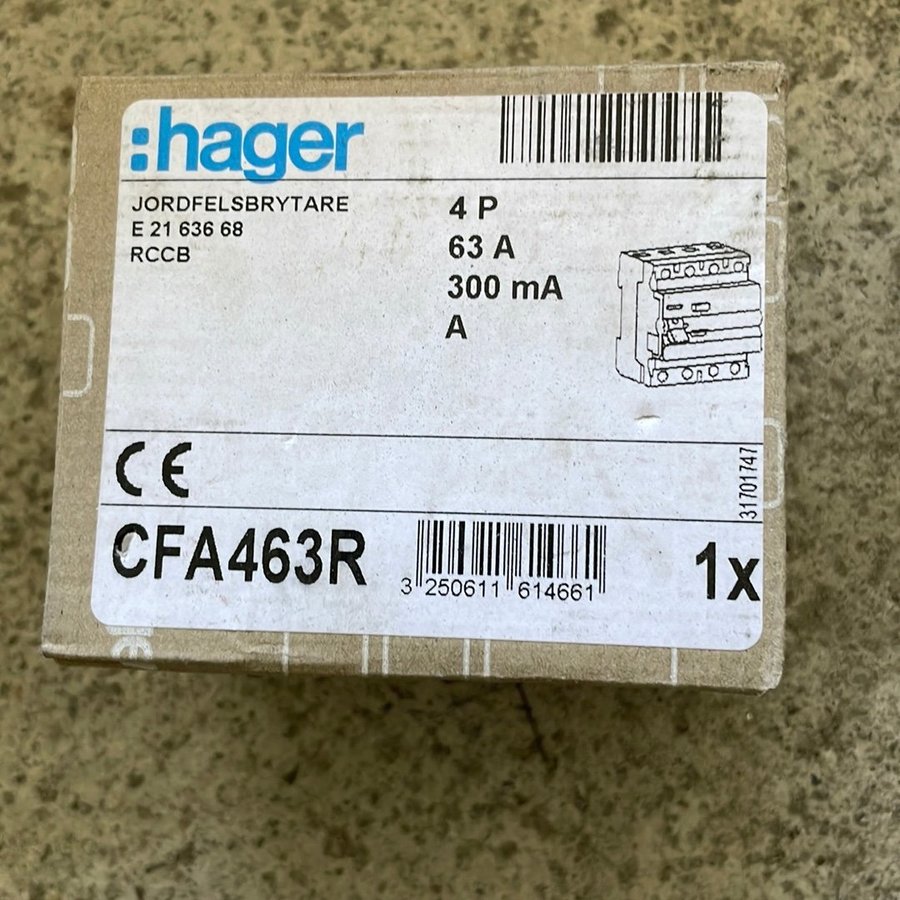 :hager
JORDFELSBRYTARE
E 21 636 68
RCCB
4 P
63 A
300 mA
A
CE
31701747
CFA463R
3 250611 614661
1x